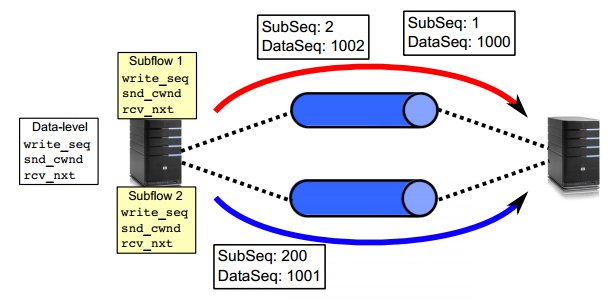 SubSeq: 2
DataSeq: 1002
SubSeq: 1
DataSeq: 1000
Subflow 1
write_seq
snd_cwnd
rcv_nxt
Data-level
write_seq
snd_cwnd
rcv_nxt
Subflow 2
write_seq
snd_cwnd
rcv_nxt
SubSeq: 200
DataSeq: 1001